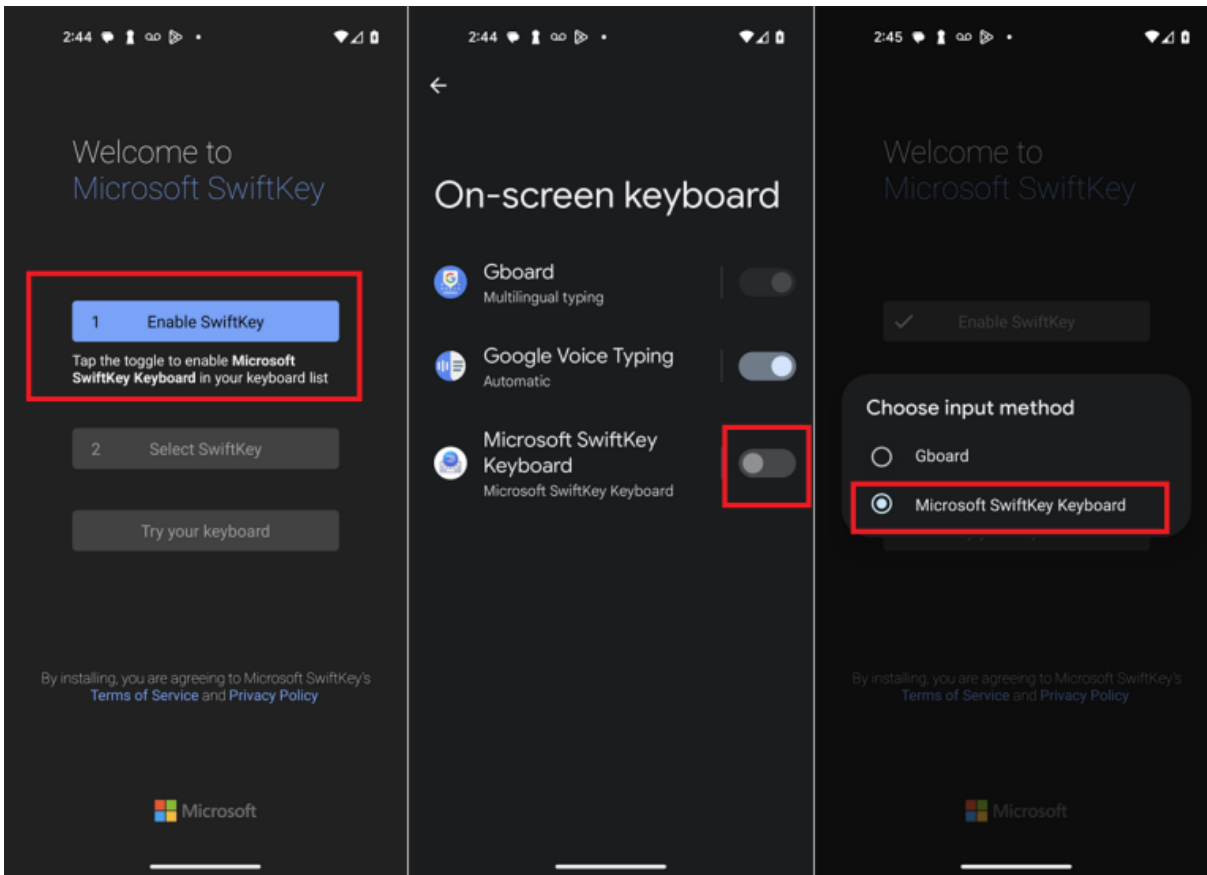 2:44
Welcome to
Microsoft SwiftKey
1 Enable SwiftKey
Tap the toggle to enable Microsoft
SwiftKey Keyboard in your keyboard list
2 Select SwiftKey
Try your keyboard
By installing, you are agreeing to Microsoft SwiftKey's
Terms of Service and Privacy Policy
Microsoft
2:44
On-screen keyboard
Gboard
Multilingual typing
Google Voice Typing
Automatic
Microsoft SwiftKey
Keyboard
Microsoft SwiftKey Keyboard
2:45
Welcome to
Microsoft SwiftKey
Enable SwiftKey
Choose input method
Gboard
Microsoft SwiftKey Keyboard
By installing, you are agreeing to Microsoft SwiftKey's
Terms of Service and Privacy Policy
Microsoft